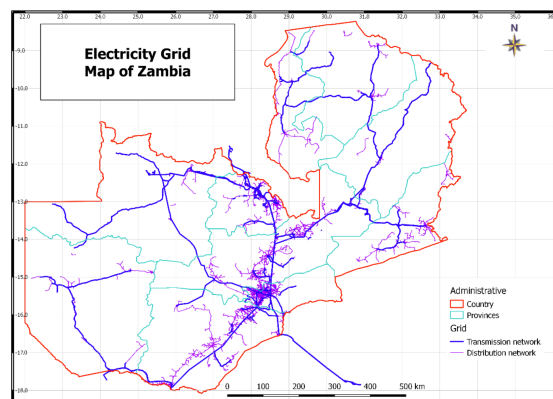 23.0 24.0 25.0 26.0 27.0 28.0 29.0 30.0 31.0 32.0 33.0 34.0 35.0
Electricity Grid
Map of Zambia
N
-9.0
-10.0
-11.0
-12.0
-13.0
-14.0
-15.0
-16.0
-17.0
-18.0
Administrative
Country
Provinces
Grid
Transmission network
Distribution network
0 100 200 300 400 500 km